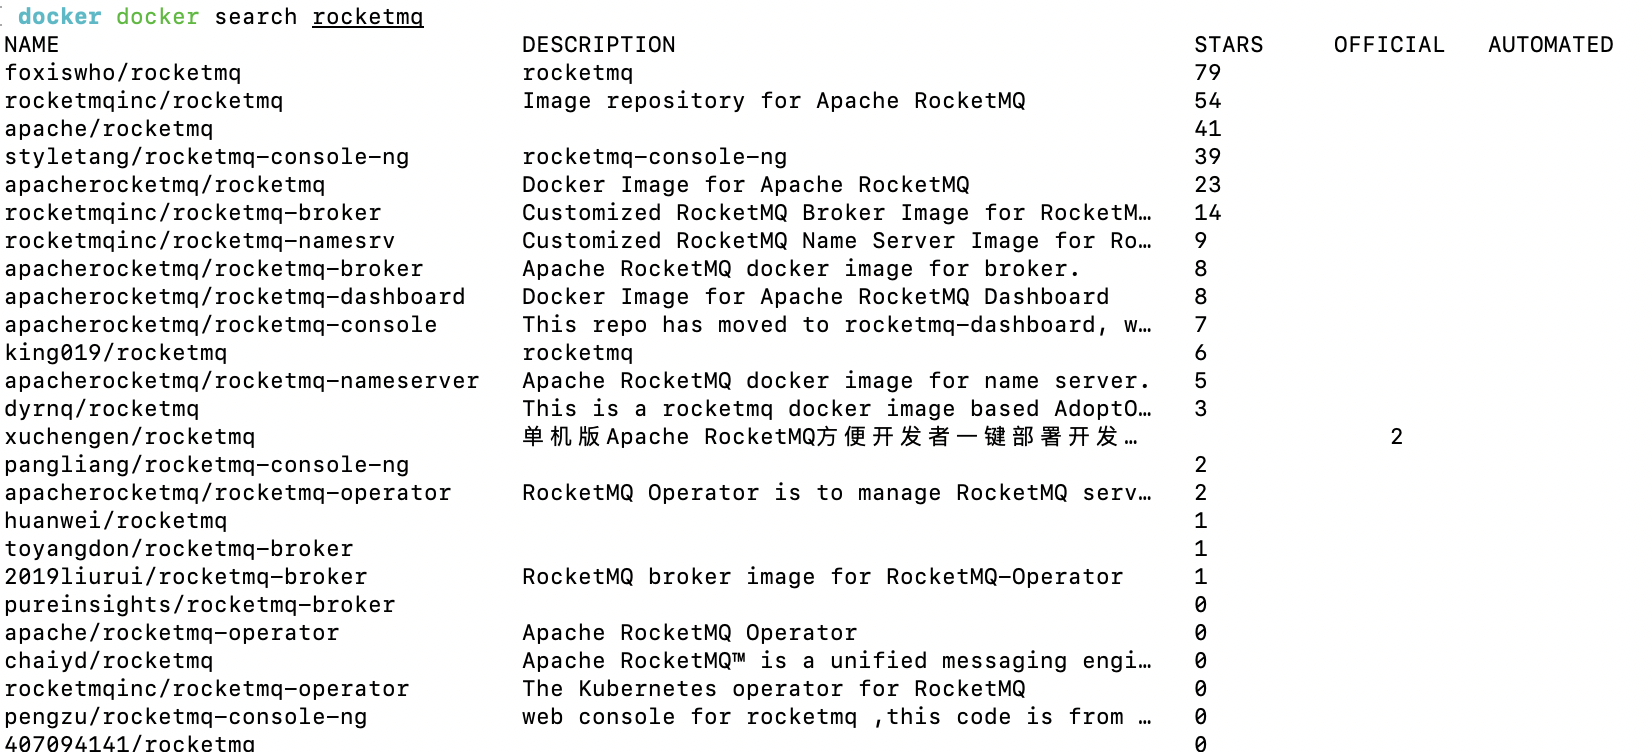 docker docker search rocketmq
NAME DESCRIPTION STARS OFFICIAL AUTOMATED
foxiswho/rocketmq rocketmq 79
rocketmqinc/rocketmq Image repository for Apache RocketMQ 54
apache/rocketmq 41
styletang/rocketmq-console-ng rocketmq-console-ng 39
apacherocketmq/rocketmq Docker Image for Apache RocketMQ 23
rocketmqinc/rocketmq-broker Customized RocketMQ Broker Image for RocketM… 14
rocketmqinc/rocketmq-namesrv Customized RocketMQ Name Server Image for Ro… 9
apacherocketmq/rocketmq-broker Apache RocketMQ docker image for broker. 8
apacherocketmq/rocketmq-dashboard Docker Image for Apache RocketMQ Dashboard 8
apacherocketmq/rocketmq-console This repo has moved to rocketmq-dashboard, w… 7
king019/rocketmq rocketmq 6
apacherocketmq/rocketmq-nameserver Apache RocketMQ docker image for name server. 5
dyrnq/rocketmq This is a rocketmq docker image based AdoptO… 3
xuchengen/rocketmq 单机版Apache RocketMQ方便开发者一键部署开发… 2
pangliang/rocketmq-console-ng 2
apacherocketmq/rocketmq-operator RocketMQ Operator is to manage RocketMQ serv… 2
huanwei/rocketmq 1
toyangdon/rocketmq-broker 1
2019liurui/rocketmq-broker RocketMQ broker image for RocketMQ-Operator 1
pureinsights/rocketmq-broker 0
apache/rocketmq-operator Apache RocketMQ Operator 0
chaiyd/rocketmq Apache RocketMQ™ is a unified messaging engi… 0
rocketmqinc/rocketmq-operator The Kubernetes operator for RocketMQ 0
pengzu/rocketmq-console-ng web console for rocketmq ,this code is from … 0
407094141/rocketmq 0